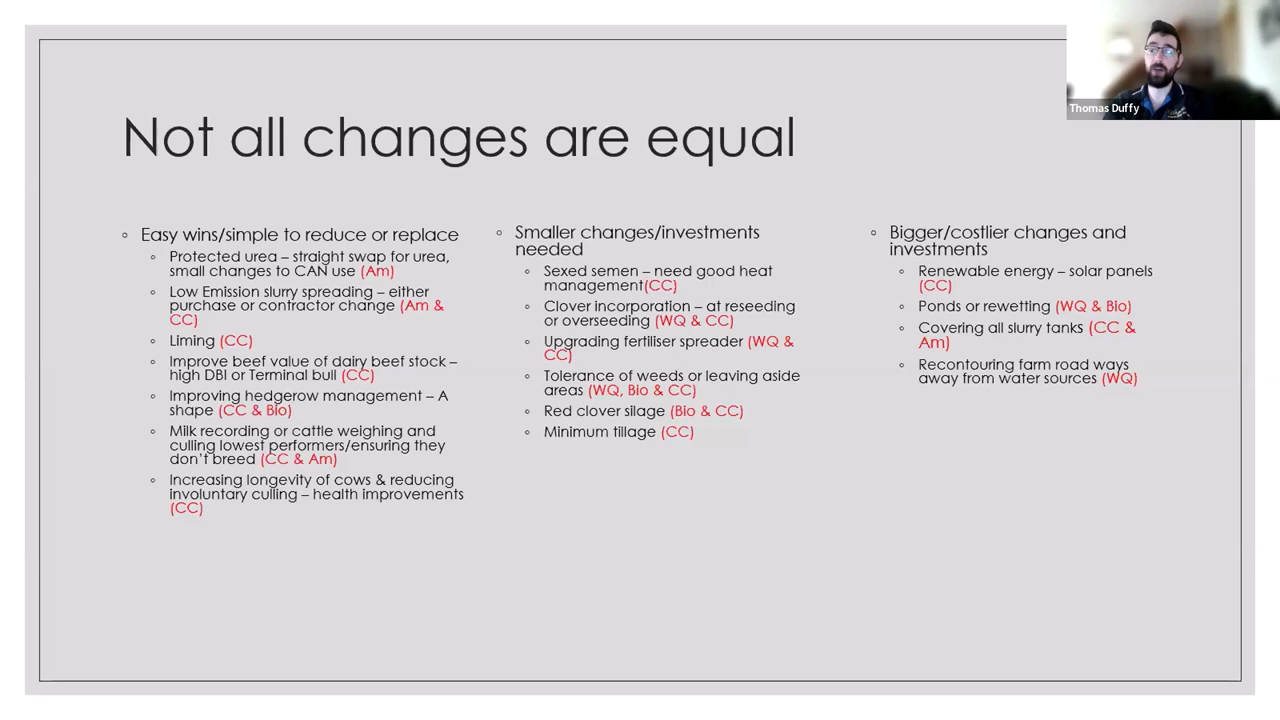 Thomas Duffy
Not all changes are equal
Easy wins/simple to reduce or replace
Protected urea – straight swap for urea,
small changes to CAN use (Am)
Low Emission slurry spreading – either
purchase or contractor change (Am &
CC)
Liming (CC)
Improve beef value of dairy beef stock –
high DBI or Terminal bull (CC)
Improving hedgerow management – A
shape (CC & Bio)
Milk recording or cattle weighing and
culling lowest performers/ensuring they
don't breed (CC & Am)
Increasing longevity of cows & reducing
involuntary culling – health improvements
(CC)
Smaller changes/investments
needed
Sexed semen – need good heat
management(CC)
Clover incorporation – at reseeding
or overseeding (WQ & CC)
Upgrading fertiliser spreader (WQ &
CC)
Tolerance of weeds or leaving aside
areas (WQ, Bio & CC)
Red clover silage (Bio & CC)
Minimum tillage (CC)
Bigger/costlier changes and
investments
Renewable energy – solar panels
(CC)
Ponds or rewetting (WQ & Bio)
Covering all slurry tanks (CC &
Am)
Recontouring farm road ways
away from water sources (WQ)